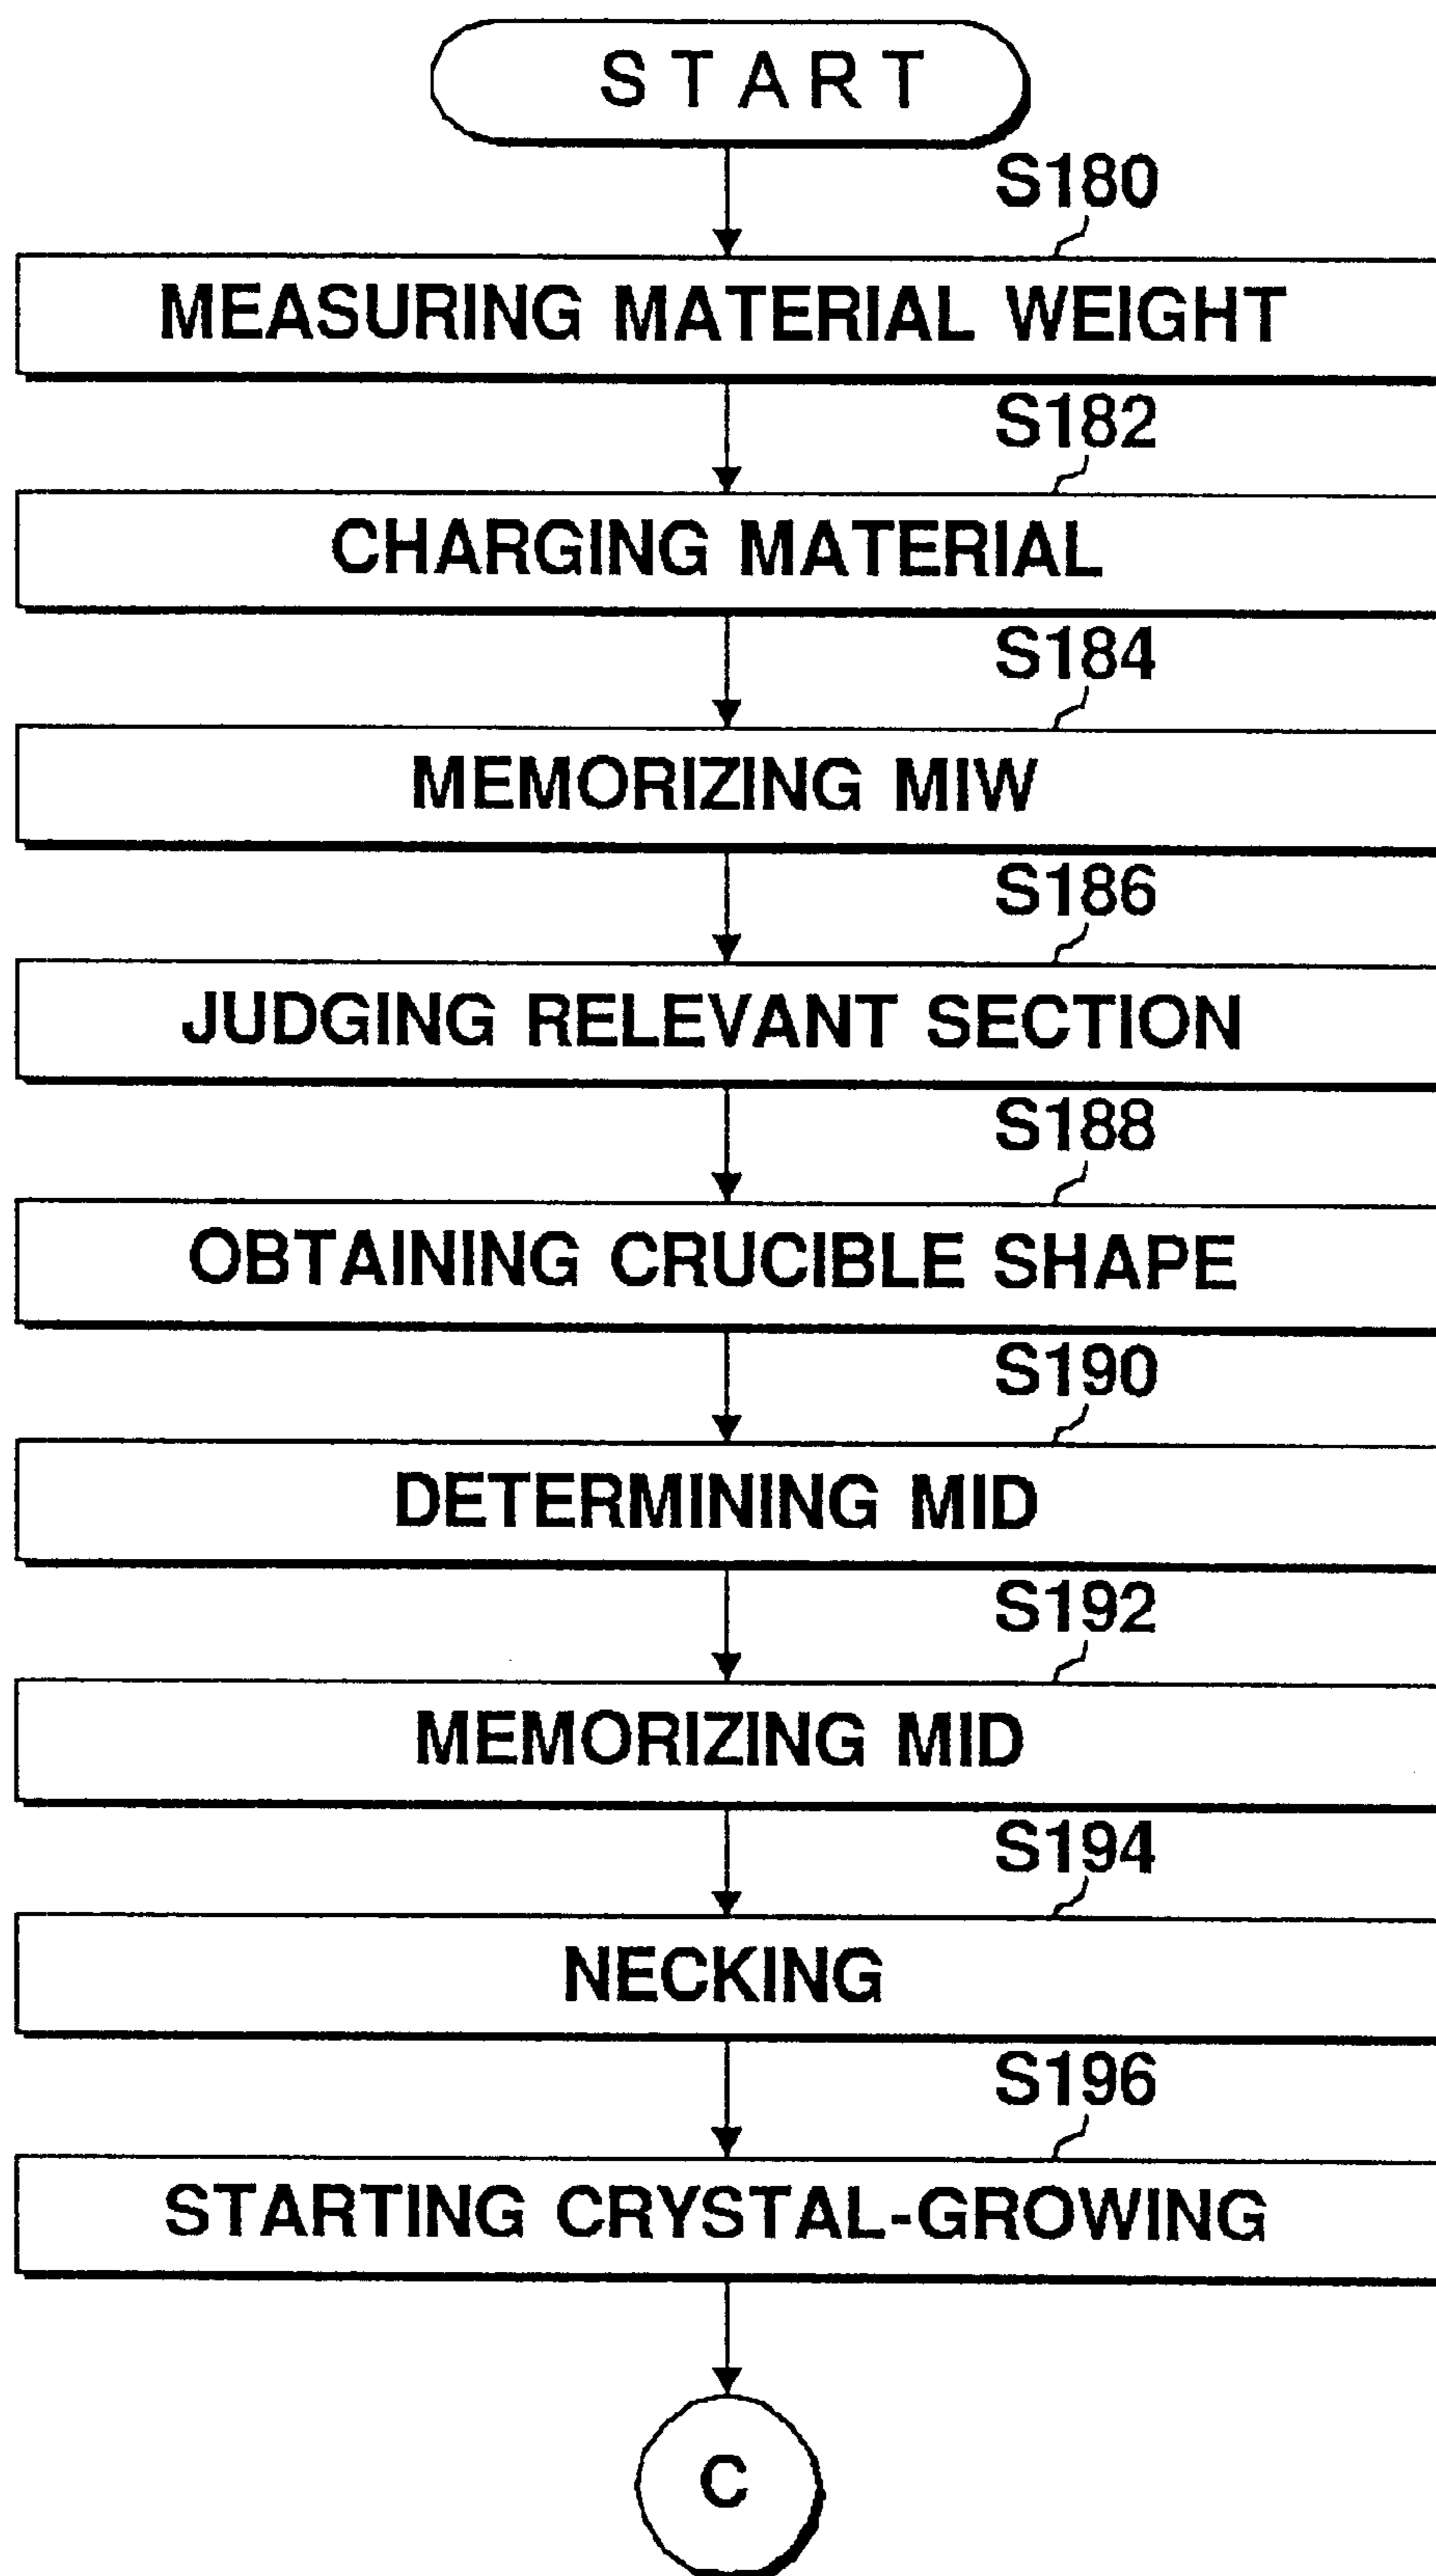 START
S180
MEASURING MATERIAL WEIGHT
S182
CHARGING MATERIAL
S184
MEMORIZING MIW
S186
JUDGING RELEVANT SECTION
S188
OBTAINING CRUCIBLE SHAPE
S190
DETERMINING MID
S192
MEMORIZING MID
S194
NECKING
S196
STARTING CRYSTAL-GROWING
C